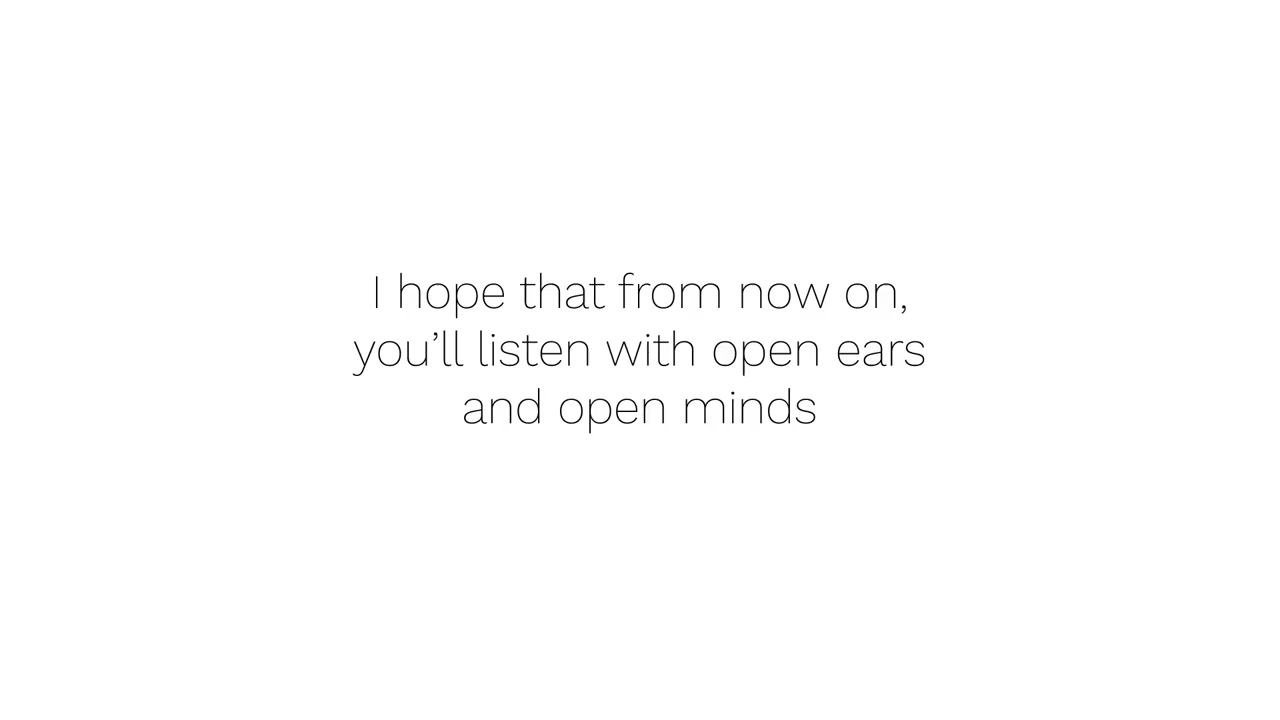 I hope that from now on,
you’ll listen with open ears
and open minds